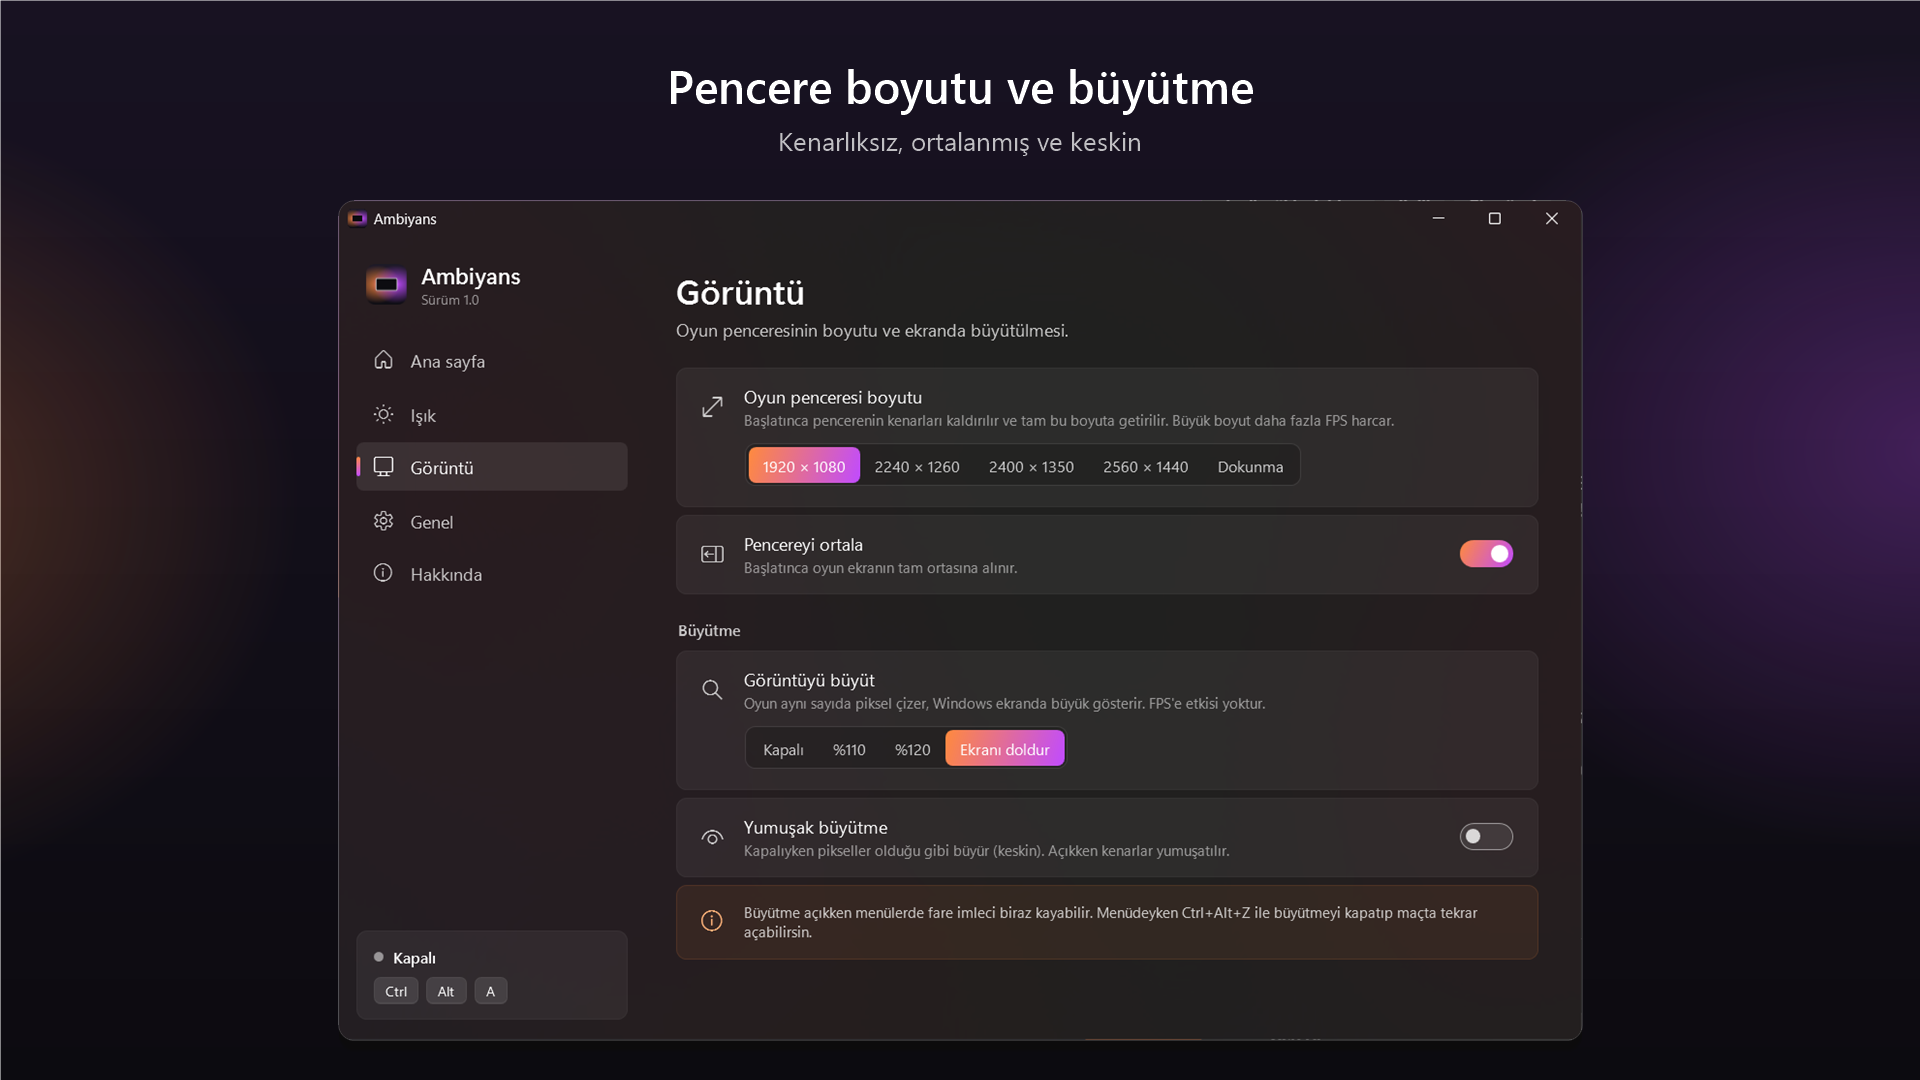 Pencere boyutu ve büyütme
Kenarlıksız, ortalanmış ve keskin
Ambiyans
Ambiyans
Sürüm 1.0
Ana sayfa
Işık
Görüntü
Genel
Hakkında
Kapalı
Ctrl Alt A
Görüntü
Oyun penceresinin boyutu ve ekranda büyütülmesi.
Oyun penceresi boyutu
Başlatınca pencerenin kenarları kaldırılır ve tam bu boyuta getirilir. Büyük boyut daha fazla FPS harcar.
1920 × 1080 2240 × 1260 2400 × 1350 2560 × 1440 Dokunma
Pencereyi ortala
Başlatınca oyun ekranın tam ortasına alınır.
Büyütme
Görüntüyü büyüt
Oyun aynı sayıda piksel çizer, Windows ekranda büyük gösterir. FPS'e etkisi yoktur.
Kapalı %110 %120 Ekranı doldur
Yumuşak büyütme
Kapalıyken pikseller olduğu gibi büyür (keskin). Açıkken kenarlar yumuşatılır.
Büyütme açıkken menülerde fare imleci biraz kayabilir. Menüdeyken Ctrl+Alt+Z ile büyütmeyi kapatıp maçta tekrar
açabilirsin.